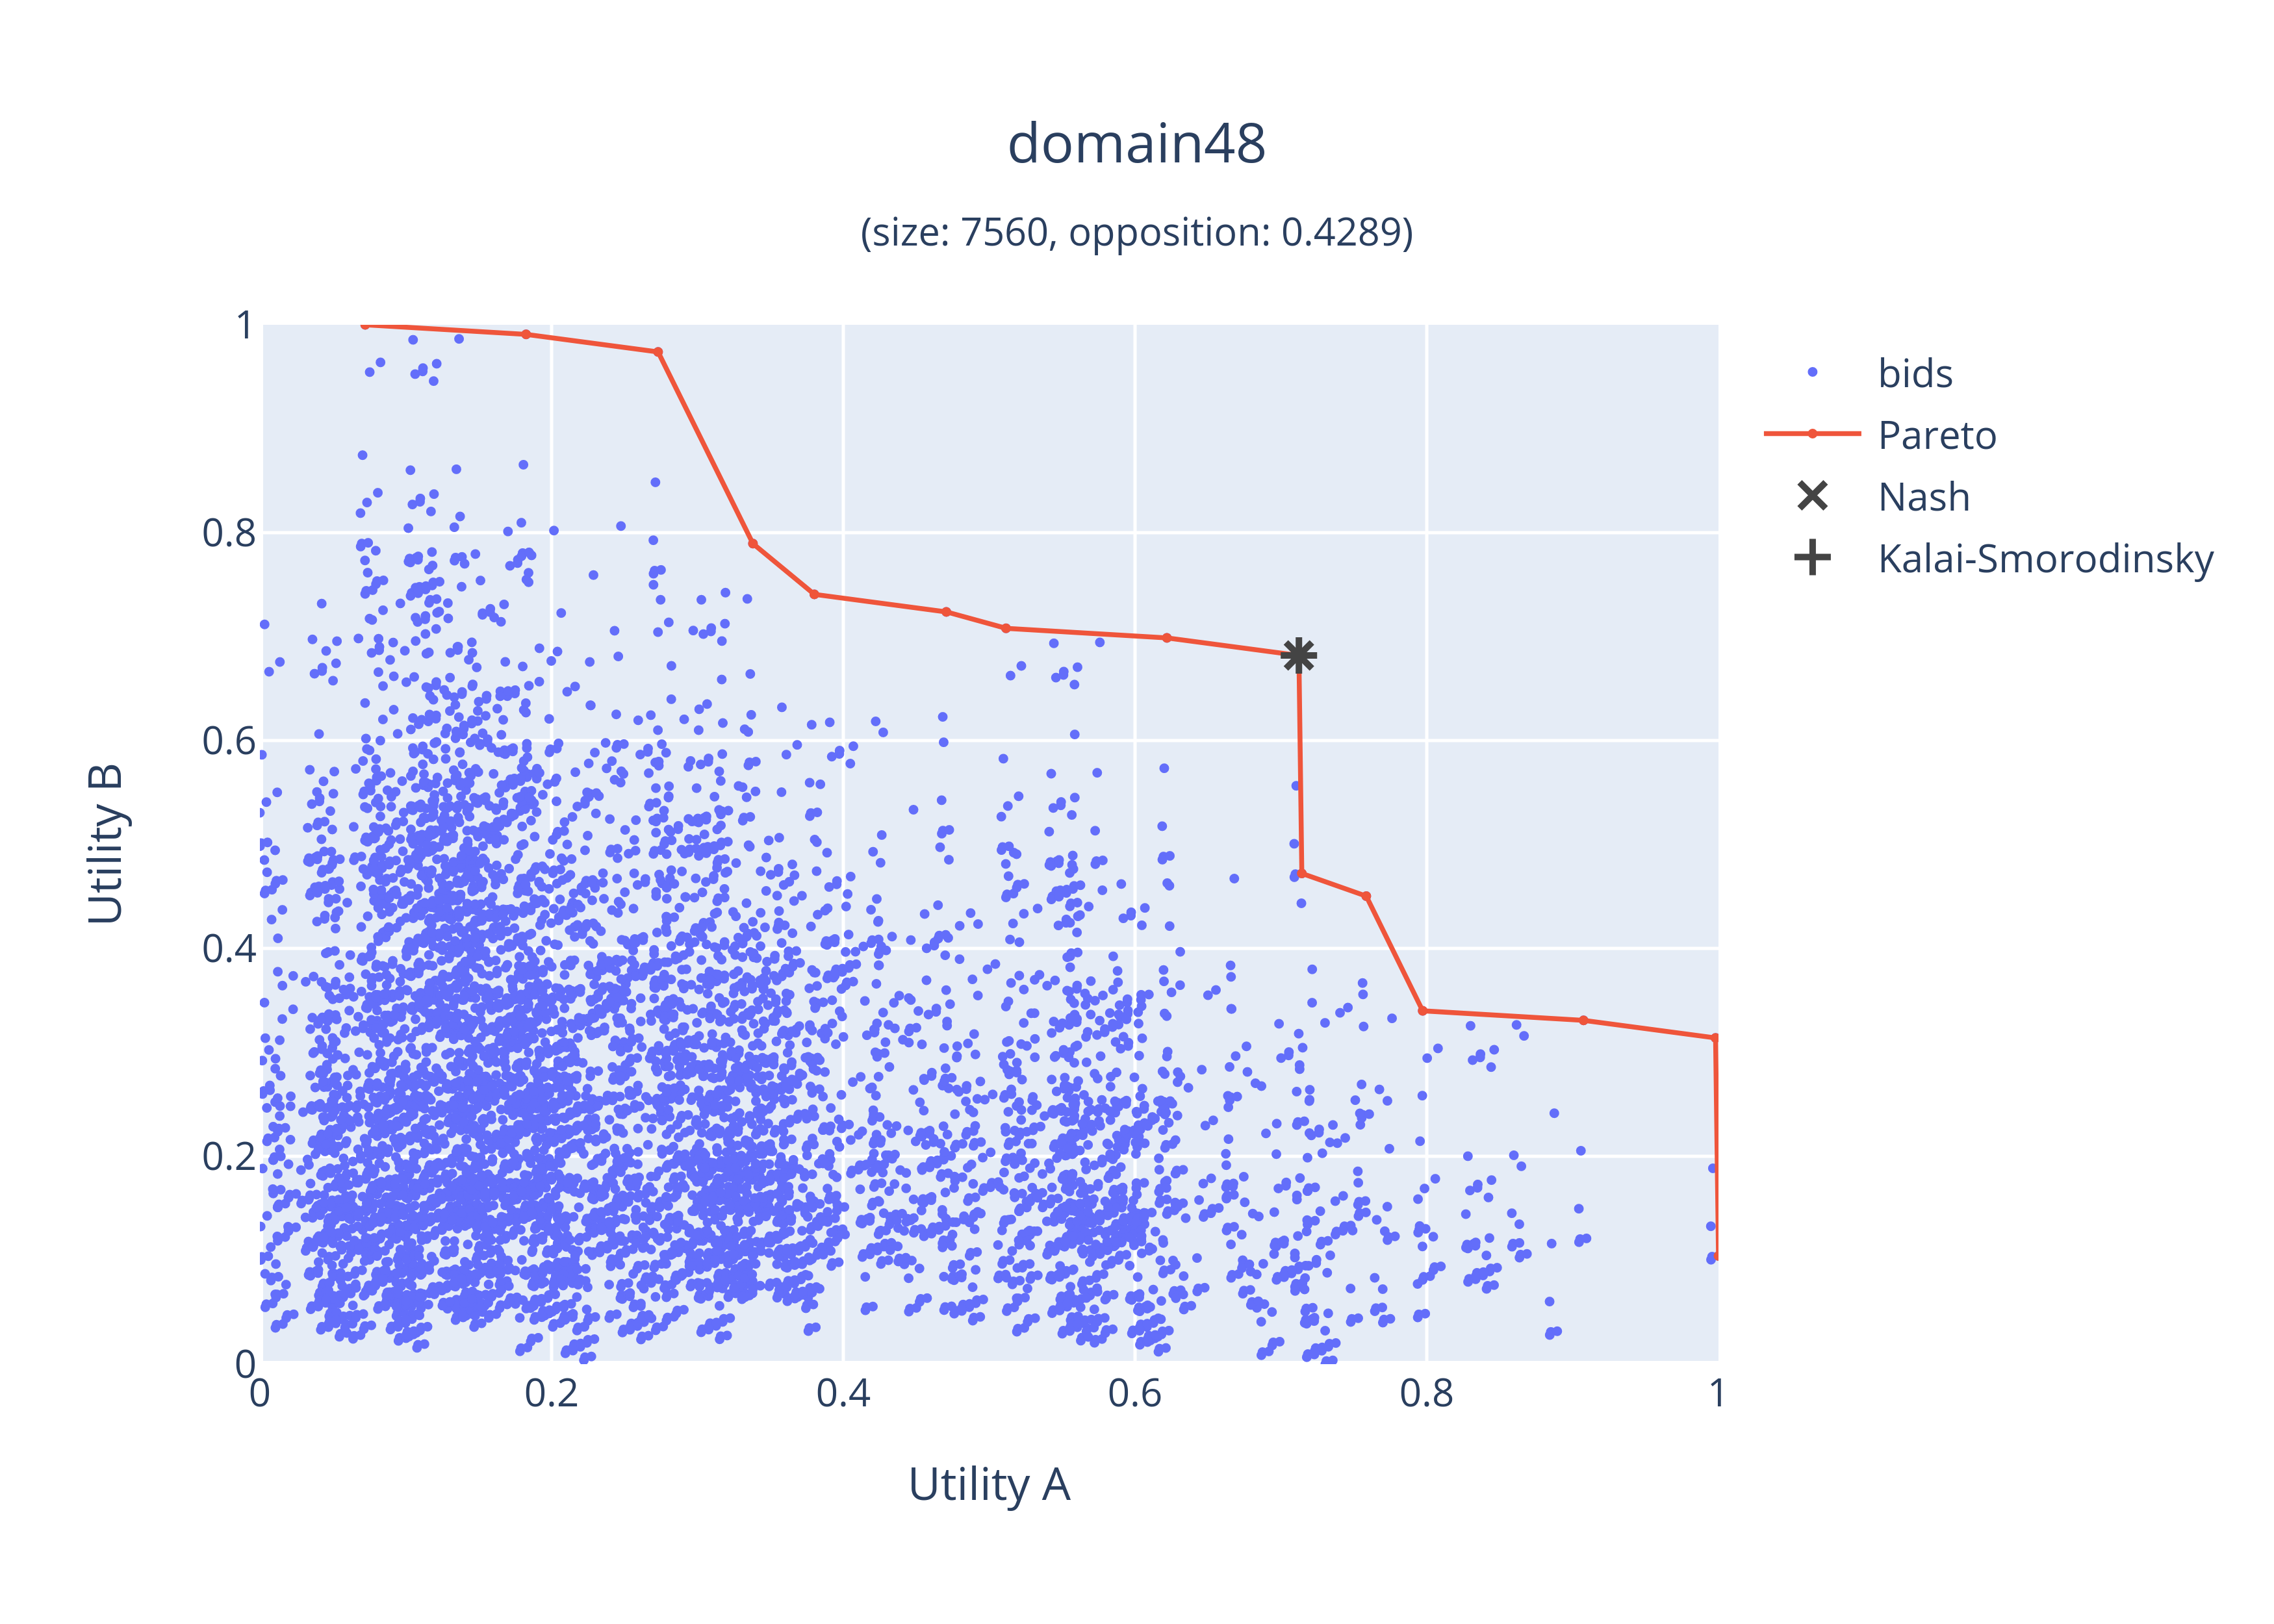 domain48
(size: 7560, opposition: 0.4289)
1
0.8
0.6
0.4
0.2
0
Utility B
0 0.2 0.4 0.6 0.8 1
Utility A
bids
Pareto
Nash
Kalai-Smorodinsky